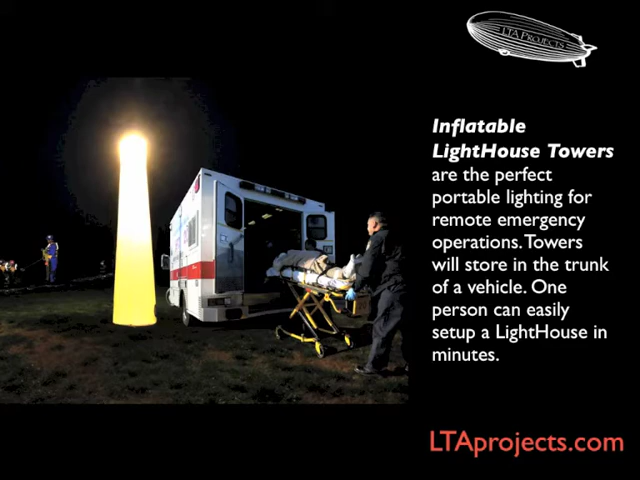 LTA PROJECTS
Inflatable
LightHouse Towers
are the perfect
portable lighting for
remote emergency
operations. Towers
will store in the trunk
of a vehicle. One
person can easily
setup a LightHouse in
minutes.
LTAprojects.com